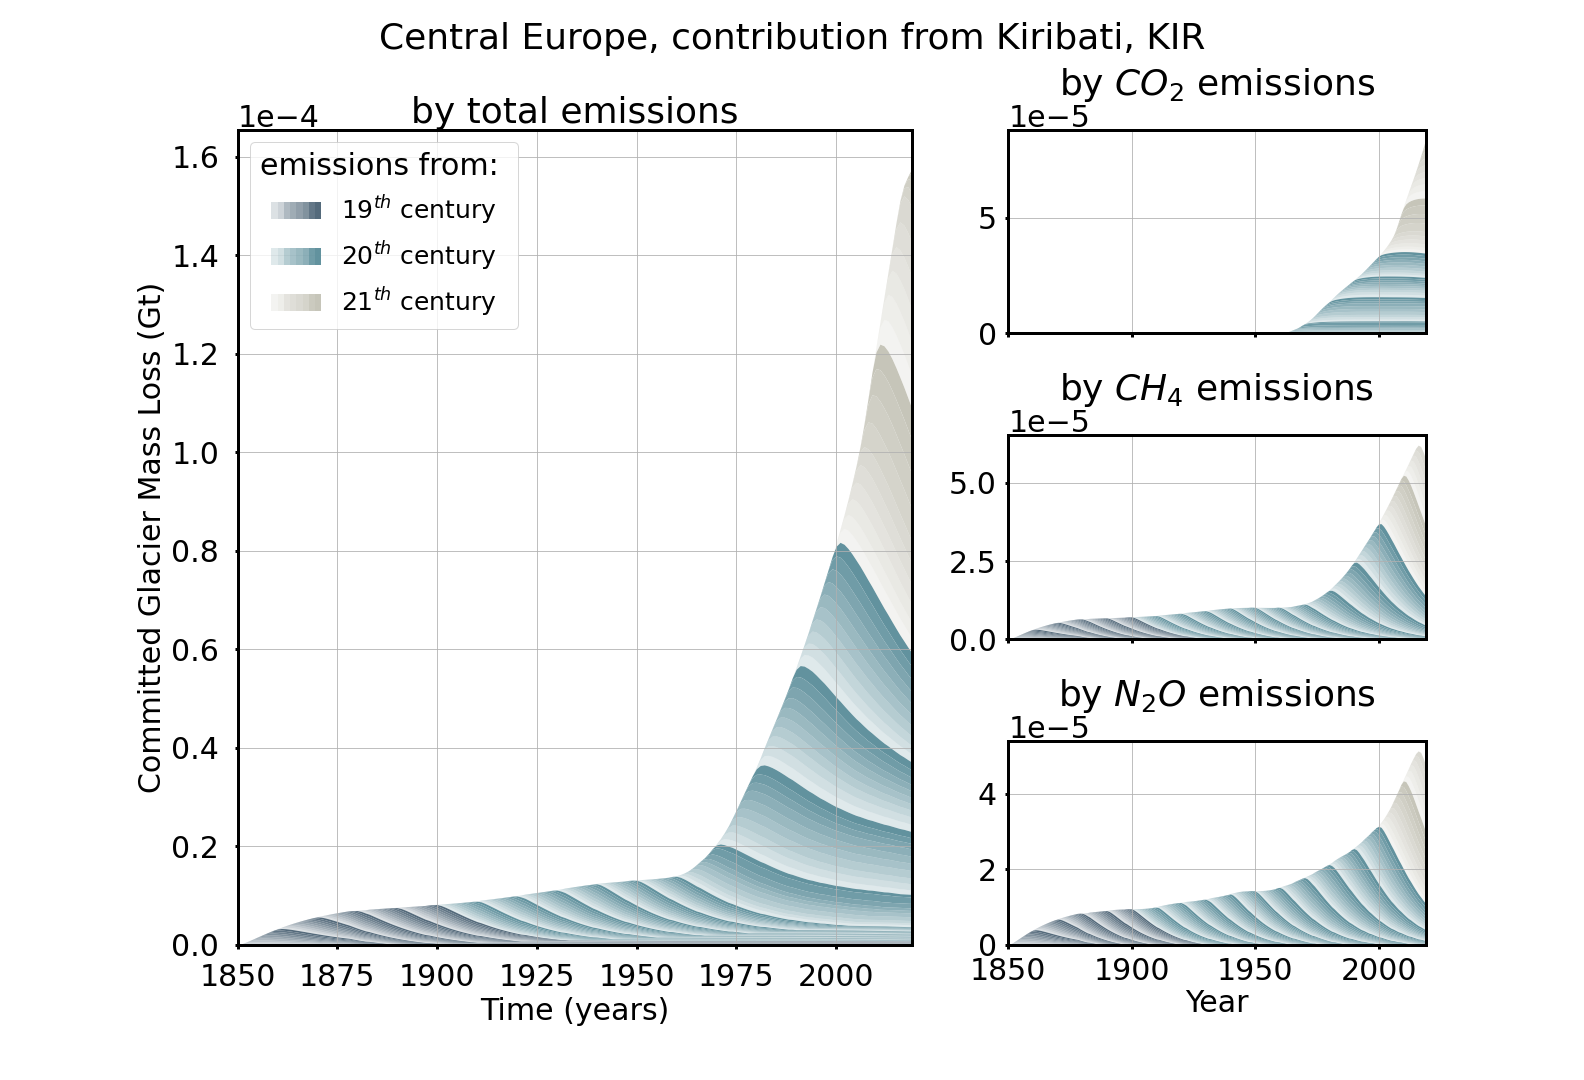 Central Europe, contribution from Kiribati, KIR
by total emissions
1e−4
Committed Glacier Mass Loss (Gt)
1.6
1.4
1.2
1.0
0.8
0.6
0.4
0.2
0.0
emissions from:
19th century
20th century
21th century
1850 1875 1900 1925 1950 1975 2000
Time (years)
by CO2 emissions
1e−5
5
0
by CH4 emissions
1e−5
5.0
2.5
0.0
by N2O emissions
1e−5
4
2
0
1850 1900 1950 2000
Year